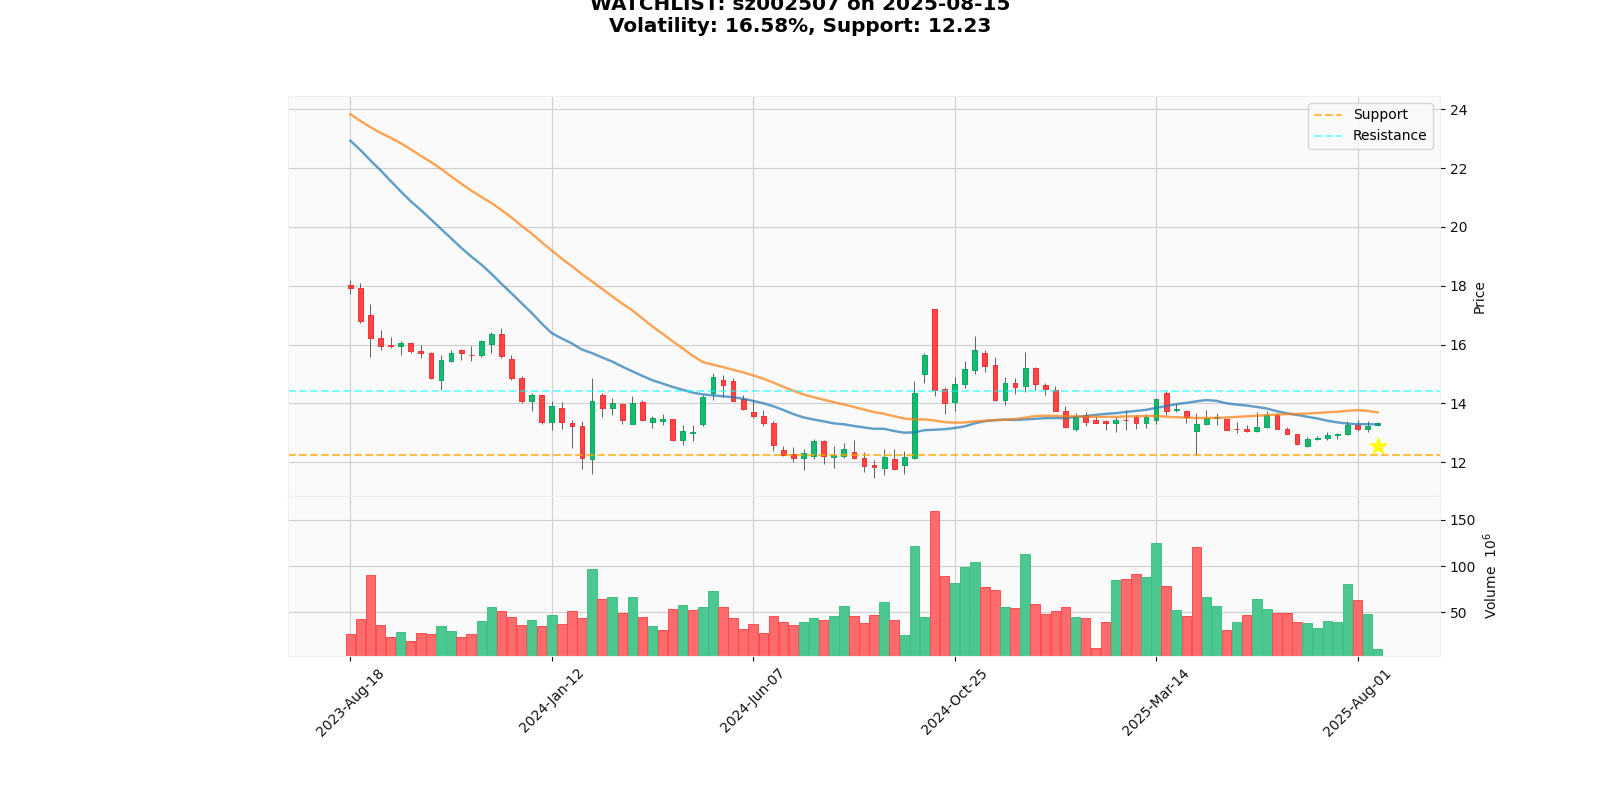 WATCHLIST: sz002507 on 2025-08-15
Volatility: 16.58%, Support: 12.23
Support
Resistance
24
22
20
18
16
14
12
Price
150
100
50
Volume 10⁶
2023-Aug-18
2024-Jan-12
2024-Jun-07
2024-Oct-25
2025-Mar-14
2025-Aug-01